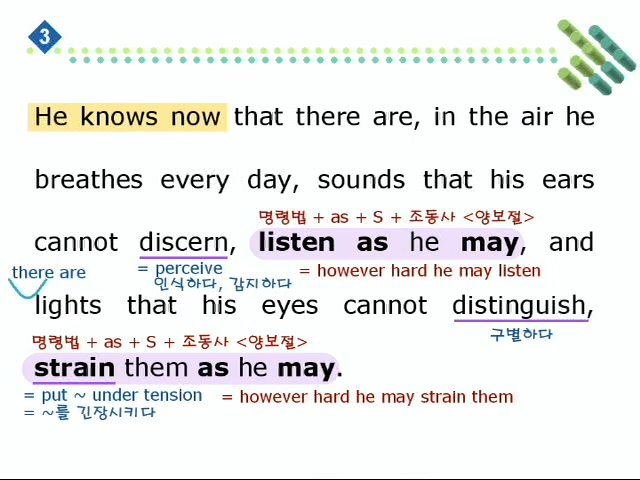 3
He knows now that there are, in the air he
breathes every day, sounds that his ears
명령법 + as + S + 조동사 <양보절>
cannot discern, listen as he may, and
there are
= perceive
인식하다, 감지하다
= however hard he may listen
lights that his eyes cannot distinguish,
구별하다
명령법 + as + S + 조동사 <양보절>
strain them as he may.
= put ~ under tension
= however hard he may strain them
= ~를 긴장시키다